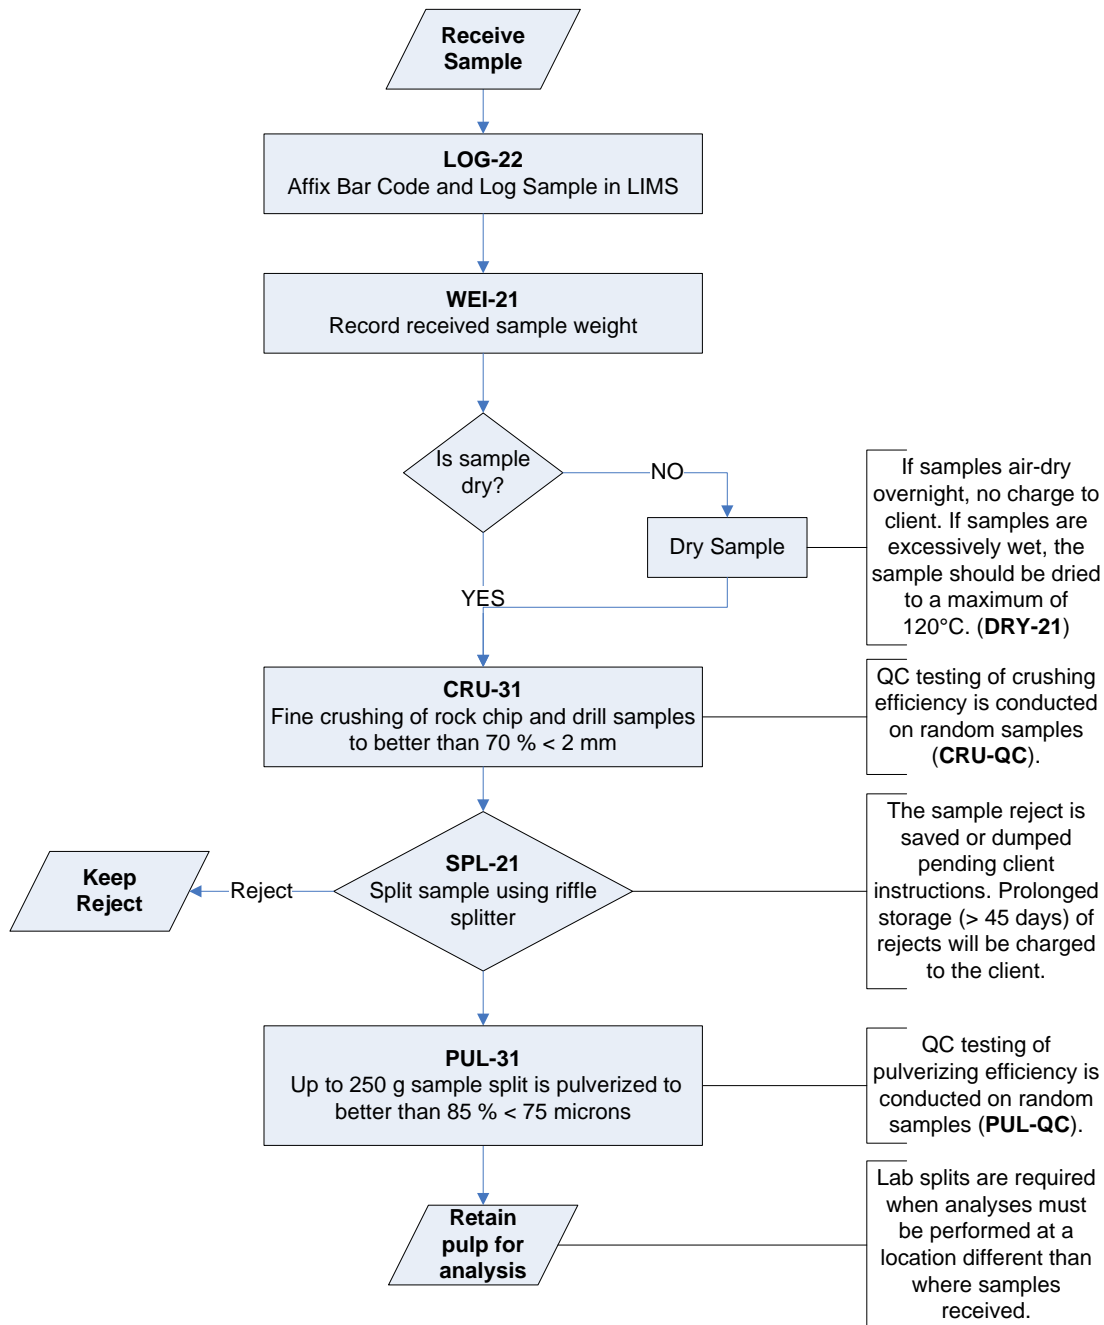 Receive
Sample
LOG-22
Affix Bar Code and Log Sample in LIMS
WEI-21
Record received sample weight
Is sample
dry?
NO
Dry Sample
If samples air-dry
overnight, no charge to
client. If samples are
excessively wet, the
sample should be dried
to a maximum of
120°C. (DRY-21)
YES
CRU-31
Fine crushing of rock chip and drill samples
to better than 70 % < 2 mm
QC testing of crushing
efficiency is conducted
on random samples
(CRU-QC).
SPL-21
Split sample using riffle
splitter
Reject
Keep
Reject
The sample reject is
saved or dumped
pending client
instructions. Prolonged
storage (> 45 days) of
rejects will be charged
to the client.
PUL-31
Up to 250 g sample split is pulverized to
better than 85 % < 75 microns
QC testing of
pulverizing efficiency is
conducted on random
samples (PUL-QC).
Retain
pulp for
analysis
Lab splits are required
when analyses must
be performed at a
location different than
where samples
received.